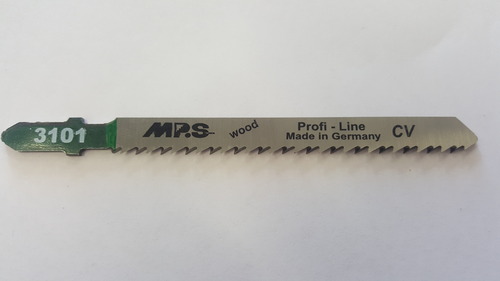 3101
MPS
wood
Profi - Line
Made in Germany
CV